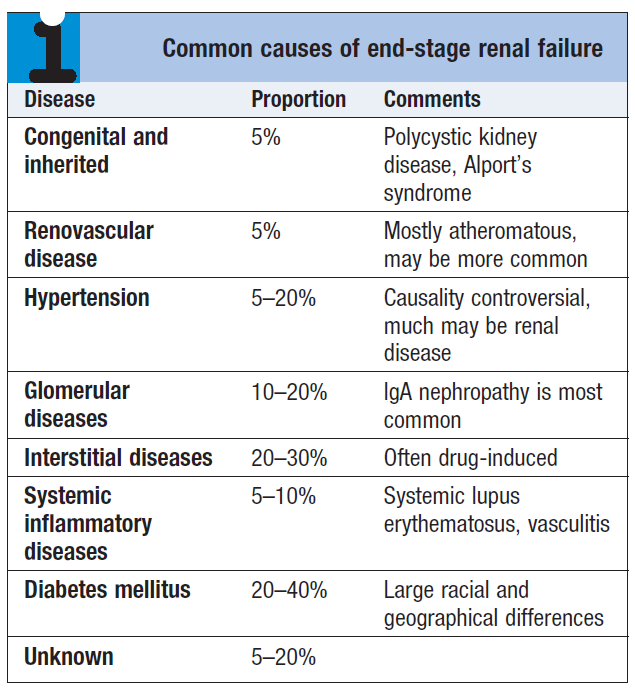 Common causes of end-stage renal failure
Disease Proportion Comments
Congenital and 5% Polycystic kidney
inherited disease, Alport's
syndrome
Renovascular 5% Mostly atheromatous,
disease may be more common
Hypertension 5–20% Causality controversial,
much may be renal
disease
Glomerular 10–20% IgA nephropathy is most
diseases common
Interstitial diseases 20–30% Often drug-induced
Systemic 5–10% Systemic lupus
inflammatory erythematosus, vasculitis
diseases
Diabetes mellitus 20–40% Large racial and
geographical differences
Unknown 5–20%